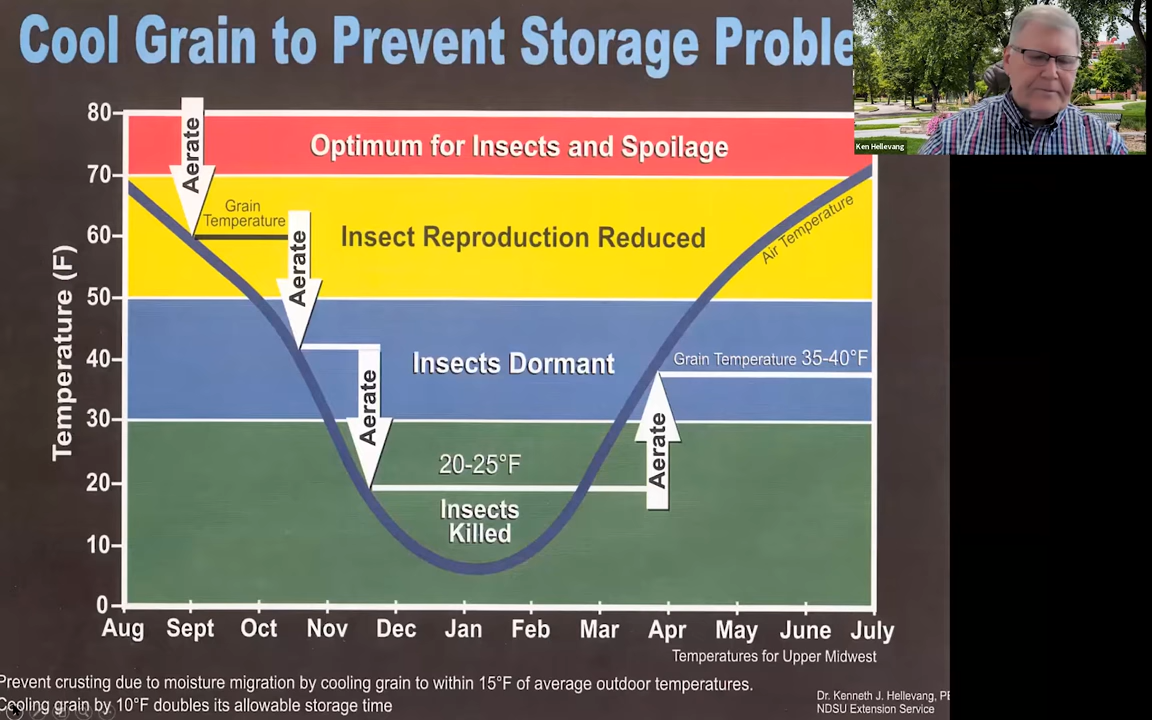 Cool Grain to Prevent Storage Proble
Ken Hellevang
80
Aerate
Optimum for Insects and Spoilage
70
Grain
Temperature
60
Insect Reproduction Reduced
Air Temperature
Aerate
50
Temperature (F)
40
Insects Dormant
Grain Temperature 35-40°F
Aerate
30
Aerate
20-25°F
20
Insects
Killed
10
0
Aug Sept Oct Nov Dec Jan Feb Mar Apr May June July
Temperatures for Upper Midwest
Prevent crusting due to moisture migration by cooling grain to within 15°F of average outdoor temperatures.
Cooling grain by 10°F doubles its allowable storage time
Dr. Kenneth J. Hellevang, PE
NDSU Extension Service